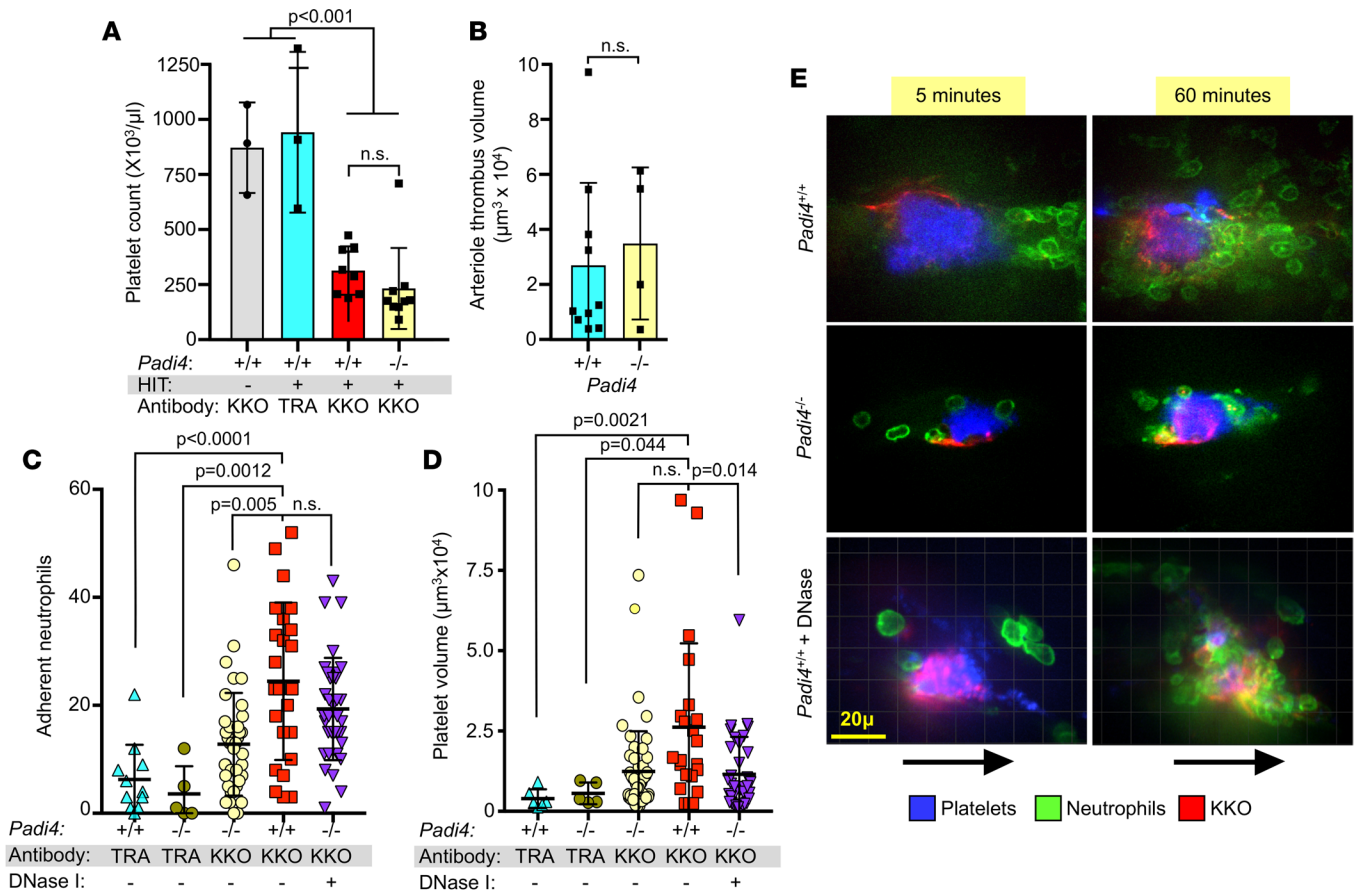 A
p<0.001
Platelet count (X10³/µl)
1250
1000
750
500
250
0
n.s.
Padi4: +/+ +/+ +/+ -/-
HIT: - + + +
Antibody: KKO TRA KKO KKO
B
n.s.
Arteriole thrombus volume
(µm³ x 10⁴)
10
8
6
4
2
0
+/+ -/-
Padi4
C
p<0.0001
p=0.0012
p=0.005 n.s.
Adherent neutrophils
60
40
20
0
Padi4: +/+ -/- -/- +/+ -/-
Antibody: TRA TRA KKO KKO KKO
DNase I: - - - - +
D
p=0.0021
p=0.044
n.s. p=0.014
Platelet volume (µm³x10⁴)
10
7.5
5.0
2.5
0
Padi4: +/+ -/- -/- +/+ -/-
Antibody: TRA TRA KKO KKO KKO
DNase I: - - - - +
E
5 minutes 60 minutes
Padi4+/+
Padi4-/-
Padi4+/+ + DNase
20µ
Platelets Neutrophils KKO